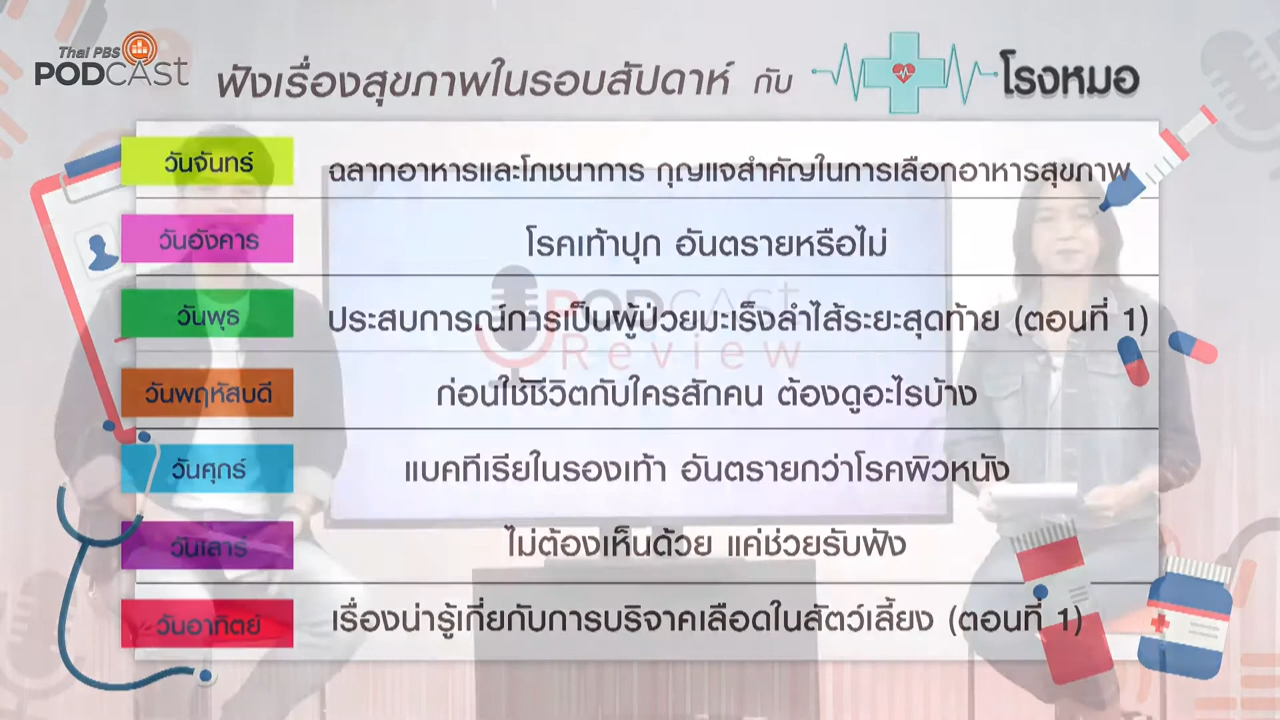 Thai PBS
PODCAST
ฟังเรื่องสุขภาพในรอบสัปดาห์ กับ โรงหมอ
วันจันทร์ ฉลากอาหารและโภชนาการ กุญแจสำคัญในการเลือกอาหารสุขภาพ
วันอังคาร โรคเท้าปุก อันตรายหรือไม่
วันพุธ ประสบการณ์การเป็นผู้ป่วยมะเร็งลำไส้ระยะสุดท้าย (ตอนที่ 1)
PODCAST
Review
วันพฤหัสบดี ก่อนใช้ชีวิตกับใครสักคน ต้องดูอะไรบ้าง
วันศุกร์ แบคทีเรียในรองเท้า อันตรายกว่าโรคผิวหนัง
วันเสาร์ ไม่ต้องเห็นด้วย แค่ช่วยรับฟัง
วันอาทิตย์ เรื่องน่ารู้เกี่ยวกับการบริจาคเลือดในสัตว์เลี้ยง (ตอนที่ 1)